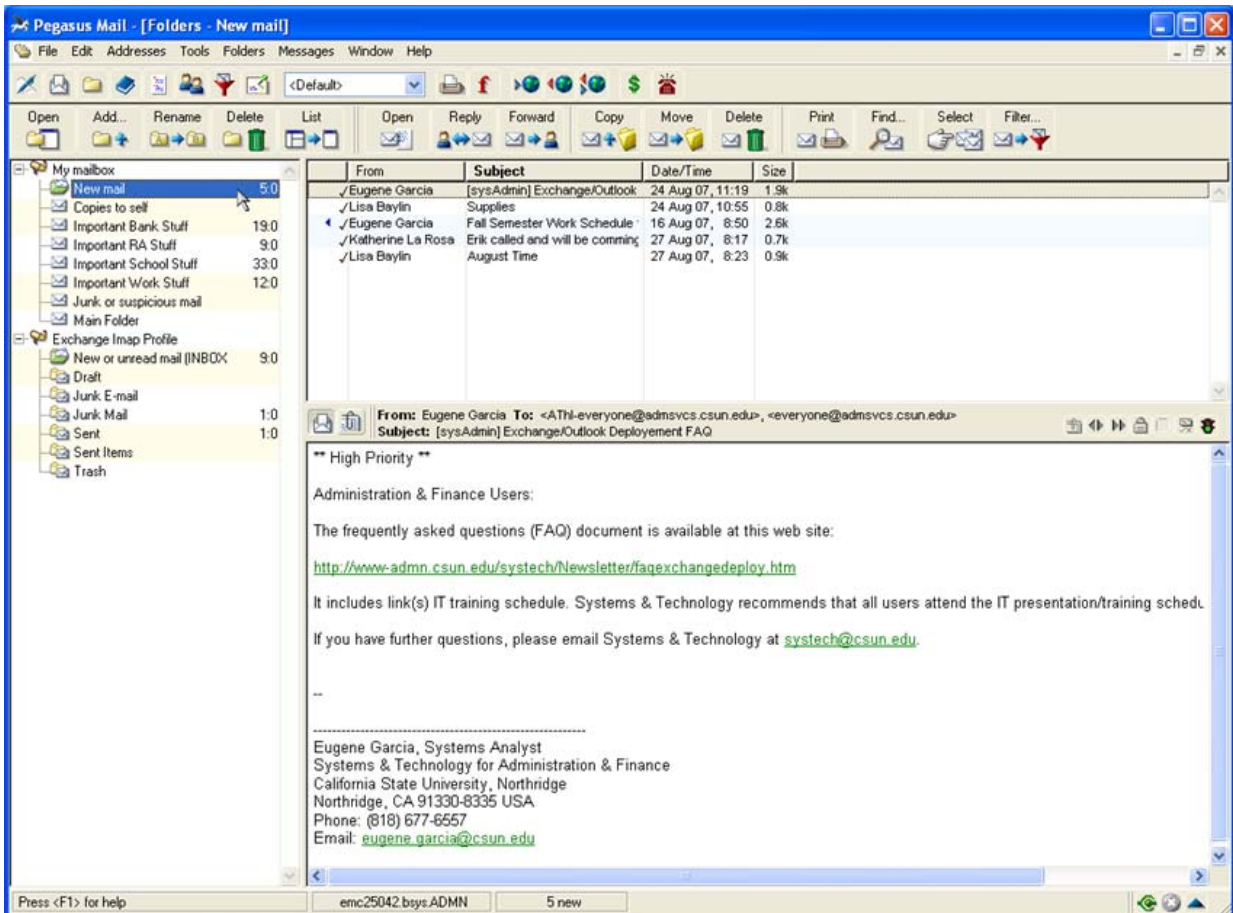 Pegasus Mail - [Folders - New mail]
File Edit Addresses Tools Folders Messages Window Help
<Default>
Open Add... Rename Delete List Open Reply Forward Copy Move Delete Print Find... Select Filter...
My mailbox
New mail 5:0
Copies to self
Important Bank Stuff 19:0
Important RA Stuff 9:0
Important School Stuff 33:0
Important Work Stuff 12:0
Junk or suspicious mail
Main Folder
Exchange Imap Profile
New or unread mail (INBOX 9:0
Draft
Junk E-mail
Junk Mail 1:0
Sent 1:0
Sent Items
Trash
From Subject Date/Time Size
Eugene Garcia [sysAdmin] Exchange/Outlook 24 Aug 07, 11:19 1.9k
Lisa Baylin Supplies 24 Aug 07, 10:55 0.8k
Eugene Garcia Fall Semester Work Schedule 16 Aug 07, 8:50 2.6k
Katherine La Rosa Erik called and will be comming 27 Aug 07, 8:17 0.7k
Lisa Baylin August Time 27 Aug 07, 8:23 0.9k
From: Eugene Garcia To: <AThl-everyone@admsvcs.csun.edu>, <everyone@admsvcs.csun.edu>
Subject: [sysAdmin] Exchange/Outlook Deployement FAQ
** High Priority **
Administration & Finance Users:
The frequently asked questions (FAQ) document is available at this web site:
http://www-admn.csun.edu/systech/Newsletter/faqexchangedeploy.htm
It includes link(s) IT training schedule. Systems & Technology recommends that all users attend the IT presentation/training schedu
If you have further questions, please email Systems & Technology at systech@csun.edu.
--
------------------------------------------------------------
Eugene Garcia, Systems Analyst
Systems & Technology for Administration & Finance
California State University, Northridge
Northridge, CA 91330-8335 USA
Phone: (818) 677-6557
Email: eugene.garcia@csun.edu
Press <F1> for help emc25042.bsys.ADMN 5 new